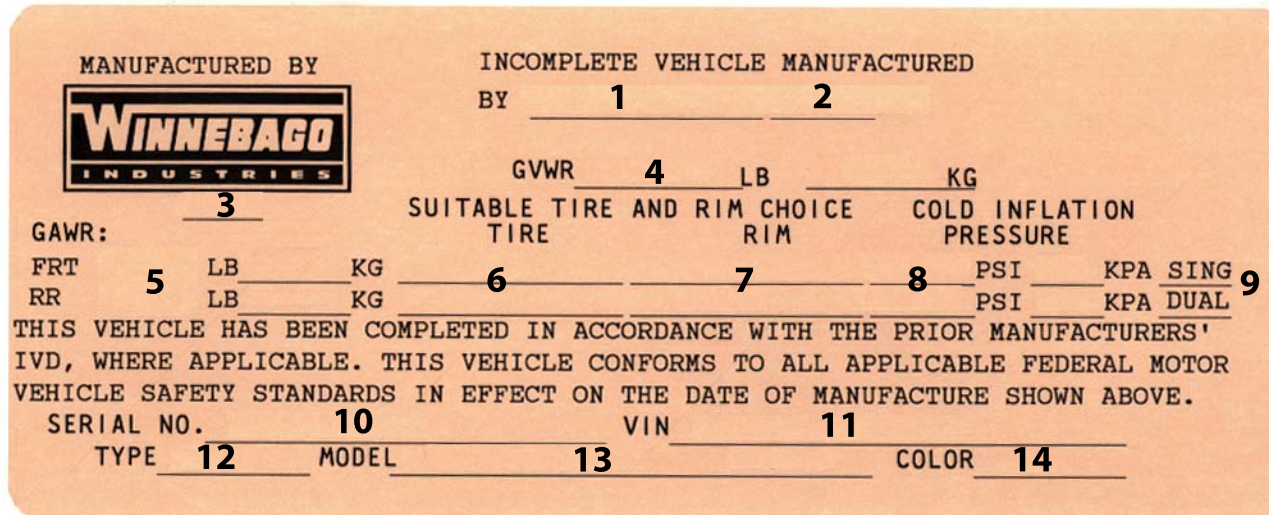 MANUFACTURED BY
WINNEBAGO
INDUSTRIES
3
INCOMPLETE VEHICLE MANUFACTURED
BY 1 2
GVWR 4 LB KG
SUITABLE TIRE AND RIM CHOICE COLD INFLATION
GAWR: TIRE RIM PRESSURE
FRT LB KG PSI KPA SING
5 6 7 8 9
RR LB KG PSI KPA DUAL
THIS VEHICLE HAS BEEN COMPLETED IN ACCORDANCE WITH THE PRIOR MANUFACTURERS'
IVD, WHERE APPLICABLE. THIS VEHICLE CONFORMS TO ALL APPLICABLE FEDERAL MOTOR
VEHICLE SAFETY STANDARDS IN EFFECT ON THE DATE OF MANUFACTURE SHOWN ABOVE.
SERIAL NO. 10 VIN 11
TYPE 12 MODEL 13 COLOR 14